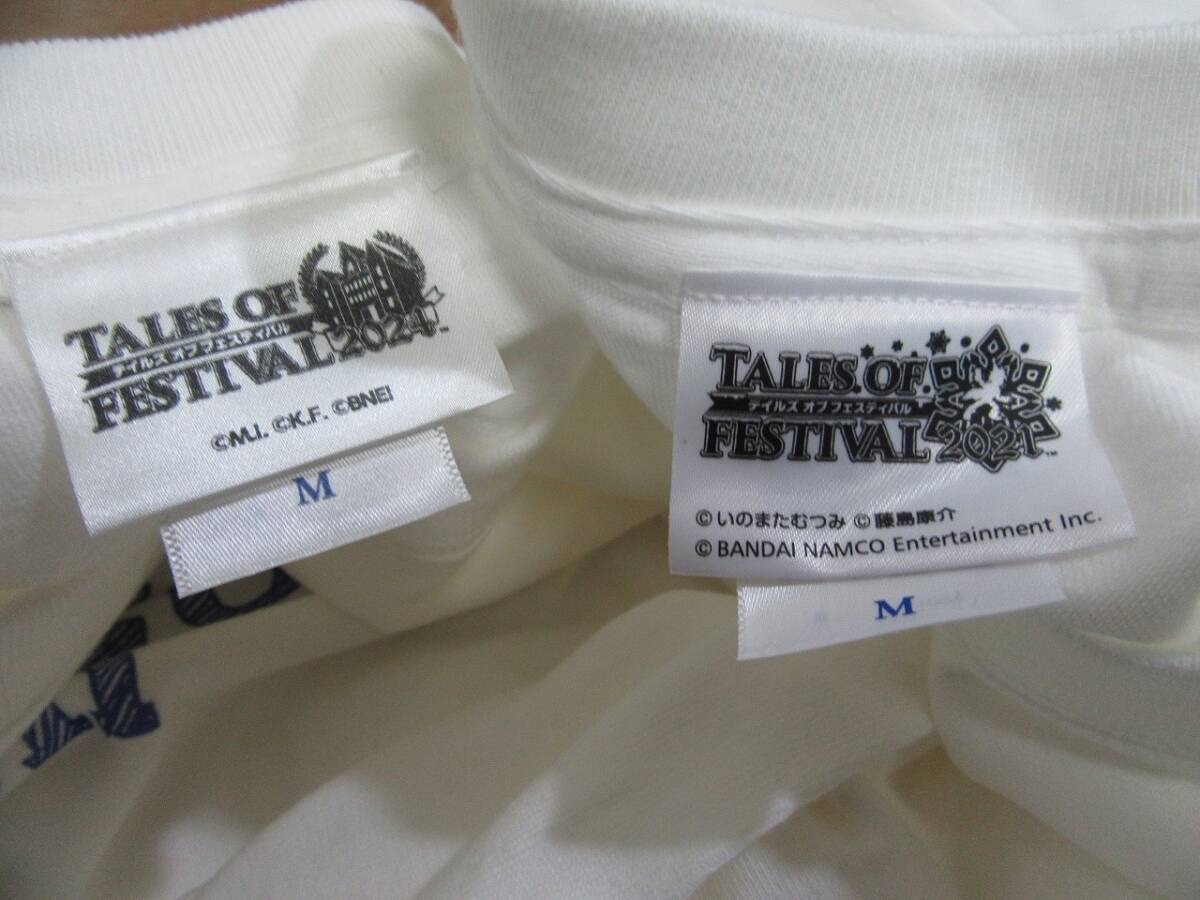 TALES OF
テイルズ オブ フェスティバル
FESTIVAL 2024™
©M.I. ©K.F. ©BNEI
M
TALES OF
テイルズ オブ フェスティバル
FESTIVAL 2021™
©いのまたむつみ ©藤島康介
©BANDAI NAMCO Entertainment Inc.
M